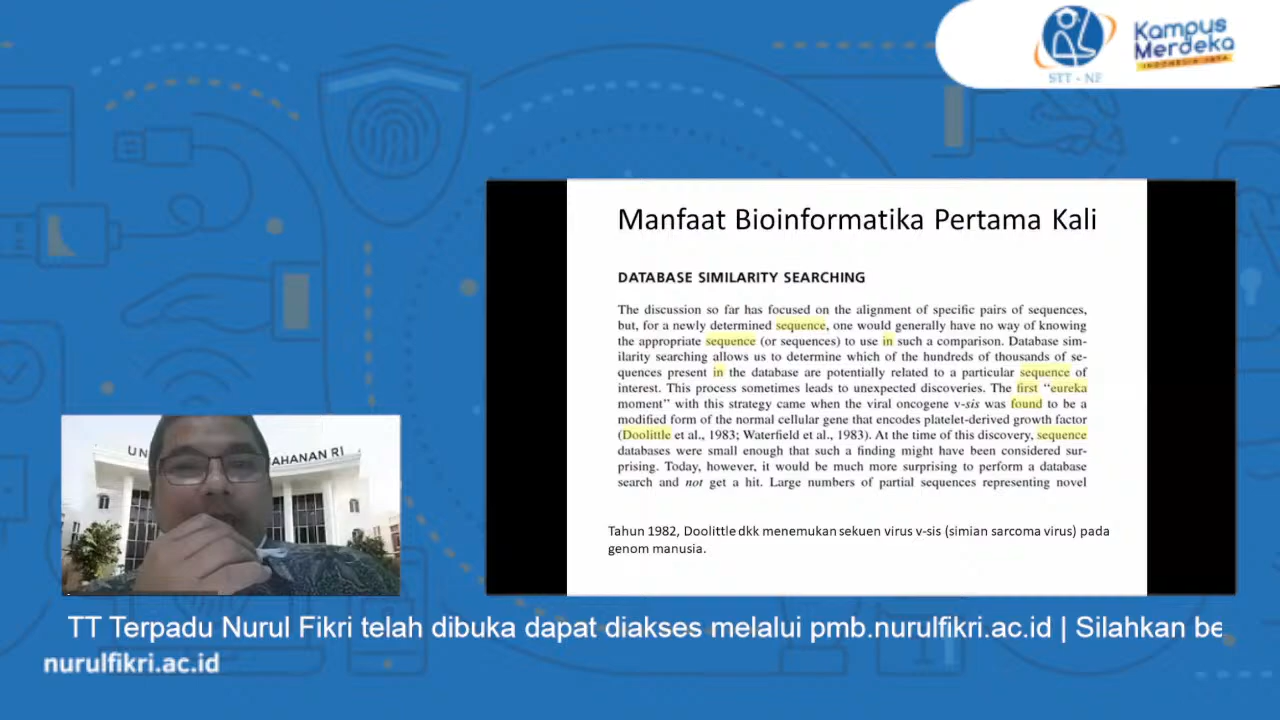 STT - NF
Kampus
Merdeka
INDONESIA JAYA
Manfaat Bioinformatika Pertama Kali
DATABASE SIMILARITY SEARCHING
The discussion so far has focused on the alignment of specific pairs of sequences,
but, for a newly determined sequence, one would generally have no way of knowing
the appropriate sequence (or sequences) to use in such a comparison. Database sim-
ilarity searching allows us to determine which of the hundreds of thousands of se-
quences present in the database are potentially related to a particular sequence of
interest. This process sometimes leads to unexpected discoveries. The first “eureka
moment” with this strategy came when the viral oncogene v-sis was found to be a
modified form of the normal cellular gene that encodes platelet-derived growth factor
(Doolittle et al., 1983; Waterfield et al., 1983). At the time of this discovery, sequence
databases were small enough that such a finding might have been considered sur-
prising. Today, however, it would be much more surprising to perform a database
search and not get a hit. Large numbers of partial sequences representing novel
Tahun 1982, Doolittle dkk menemukan sekuen virus v-sis (simian sarcoma virus) pada
genom manusia.
UN AHANAN RI
TT Terpadu Nurul Fikri telah dibuka dapat diakses melalui pmb.nurulfikri.ac.id | Silahkan be
nurulfikri.ac.id